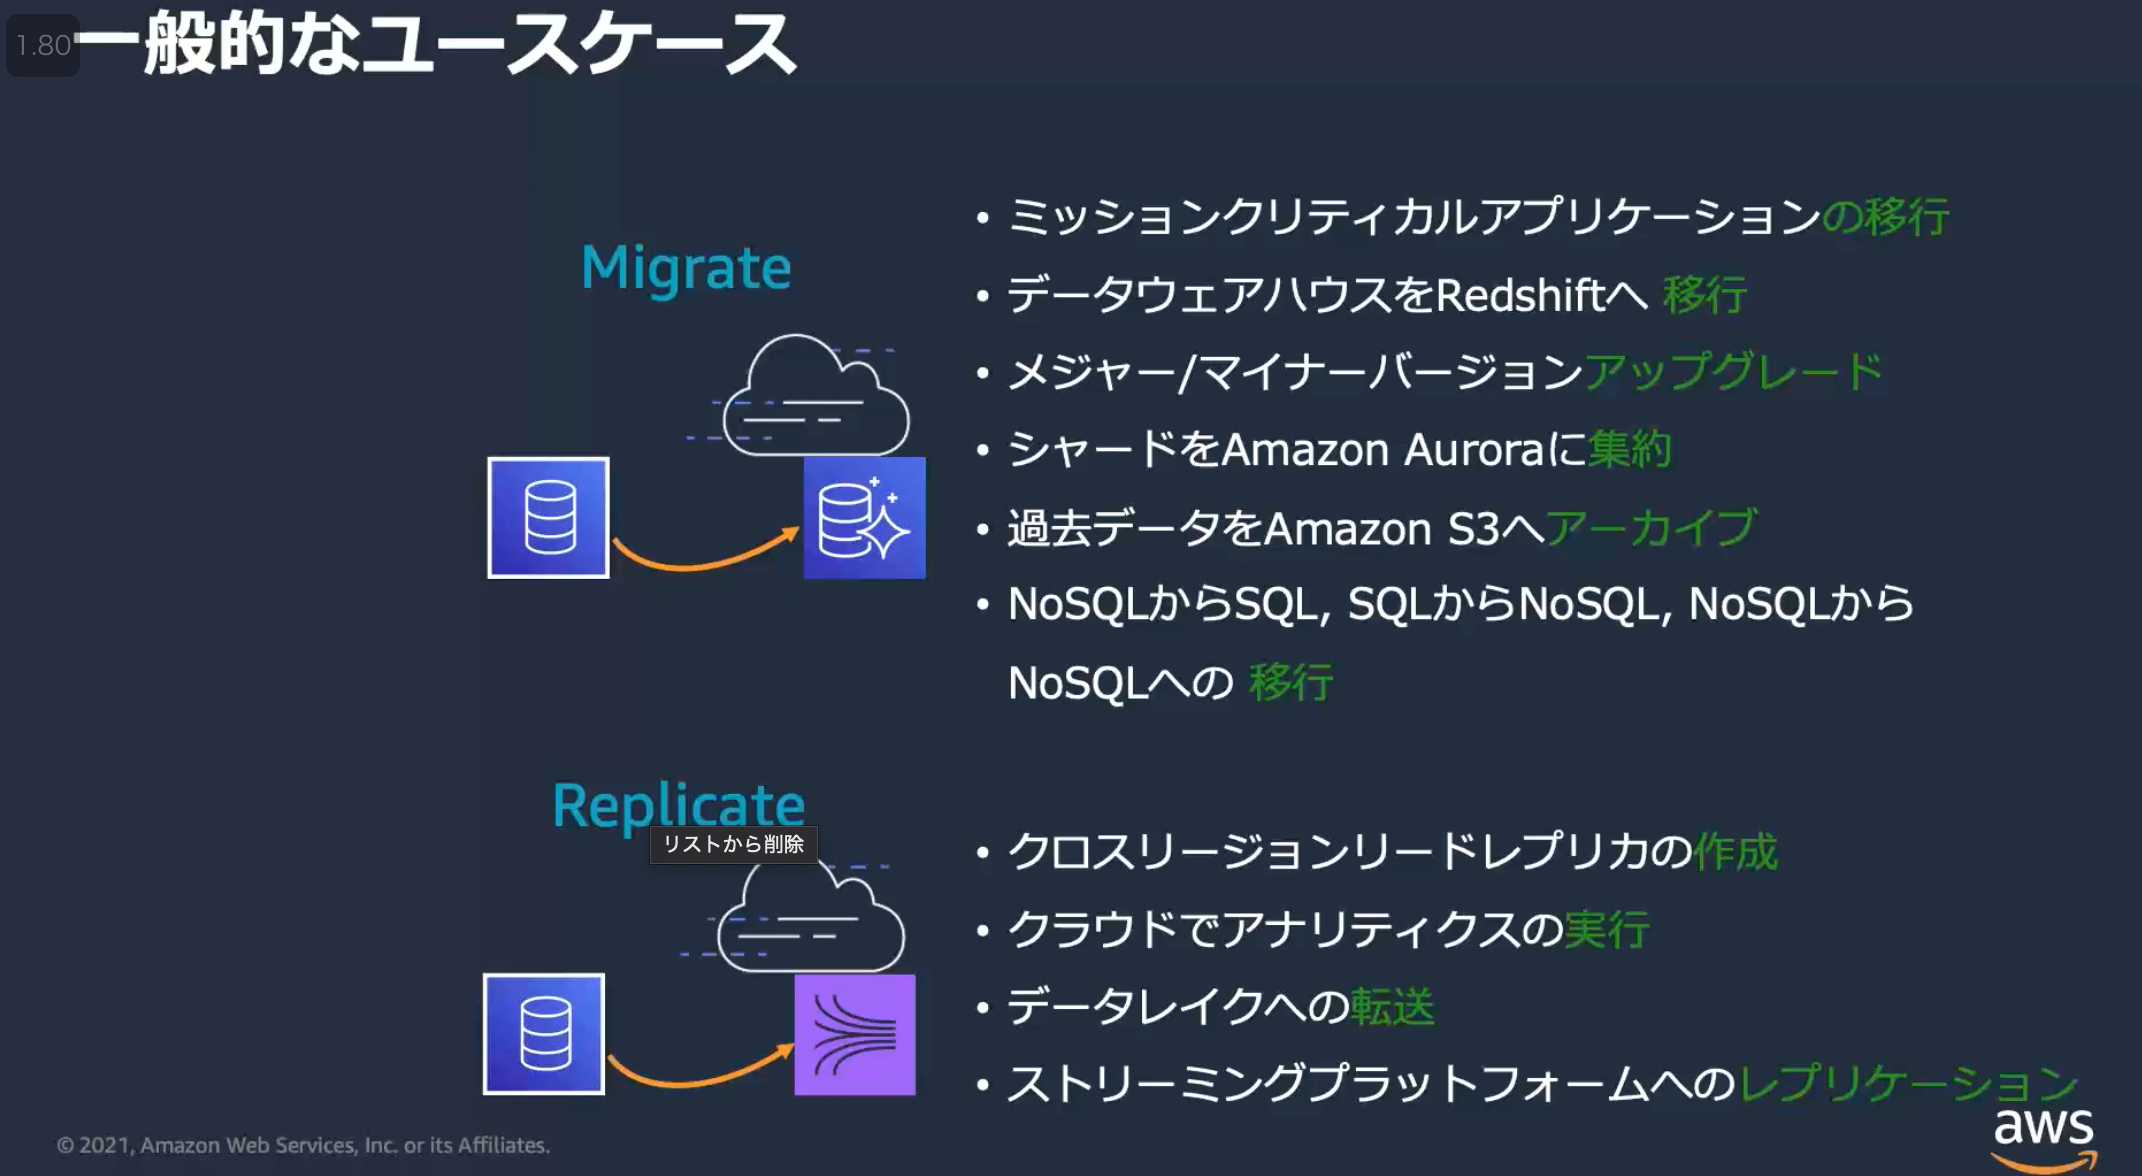 1.80
一般的なユースケース
Migrate
• ミッションクリティカルアプリケーションの移行
• データウェアハウスをRedshiftへ 移行
• メジャー/マイナーバージョンアップグレード
• シャードをAmazon Auroraに集約
• 過去データをAmazon S3へアーカイブ
• NoSQLからSQL, SQLからNoSQL, NoSQLから
NoSQLへの 移行
Replicate
リストから削除
• クロスリージョンリードレプリカの作成
• クラウドでアナリティクスの実行
• データレイクへの転送
• ストリーミングプラットフォームへのレプリケーション
© 2021, Amazon Web Services, Inc. or its Affiliates.
aws